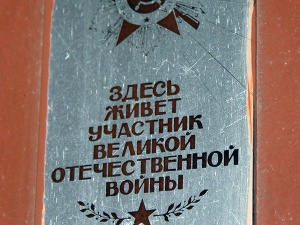 ЗДЕСЬ
ЖИВЕТ
УЧАСТНИК
ВЕЛИКОЙ
ОТЕЧЕСТВЕННОЙ
ВОЙНЫ